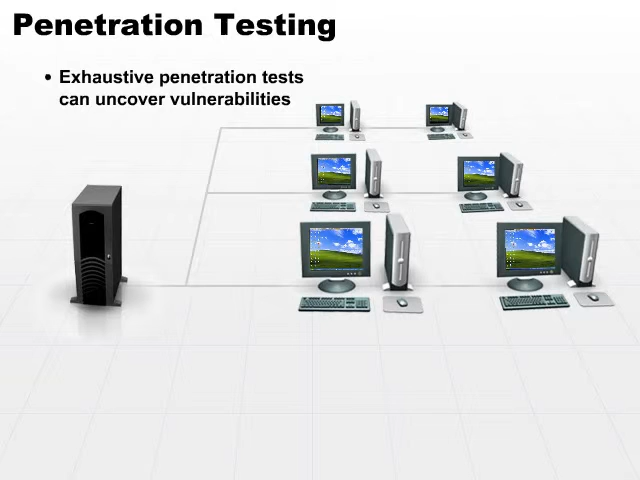 Penetration Testing
• Exhaustive penetration tests
can uncover vulnerabilities